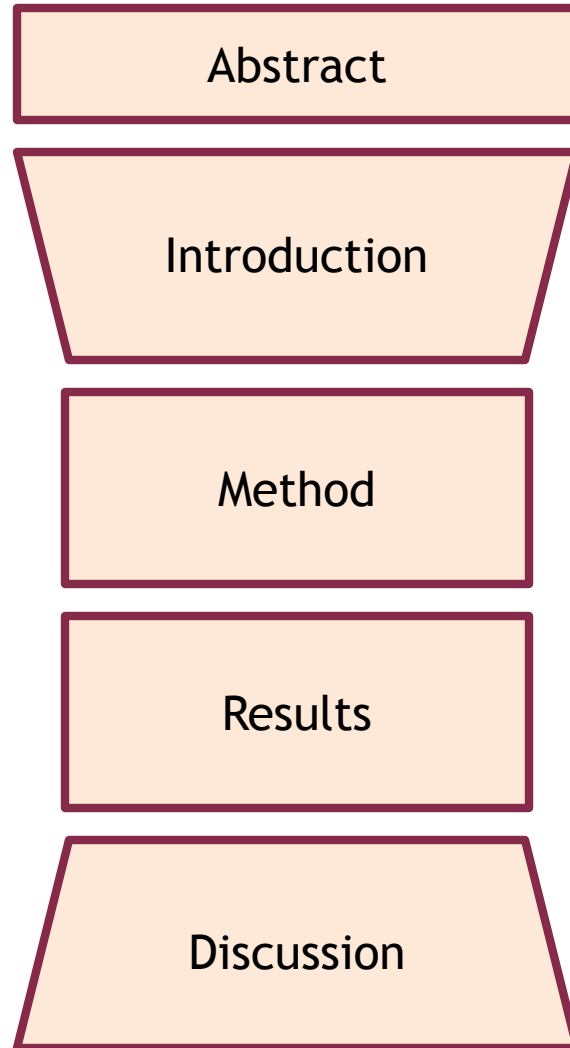 Abstract
Introduction
Method
Results
Discussion